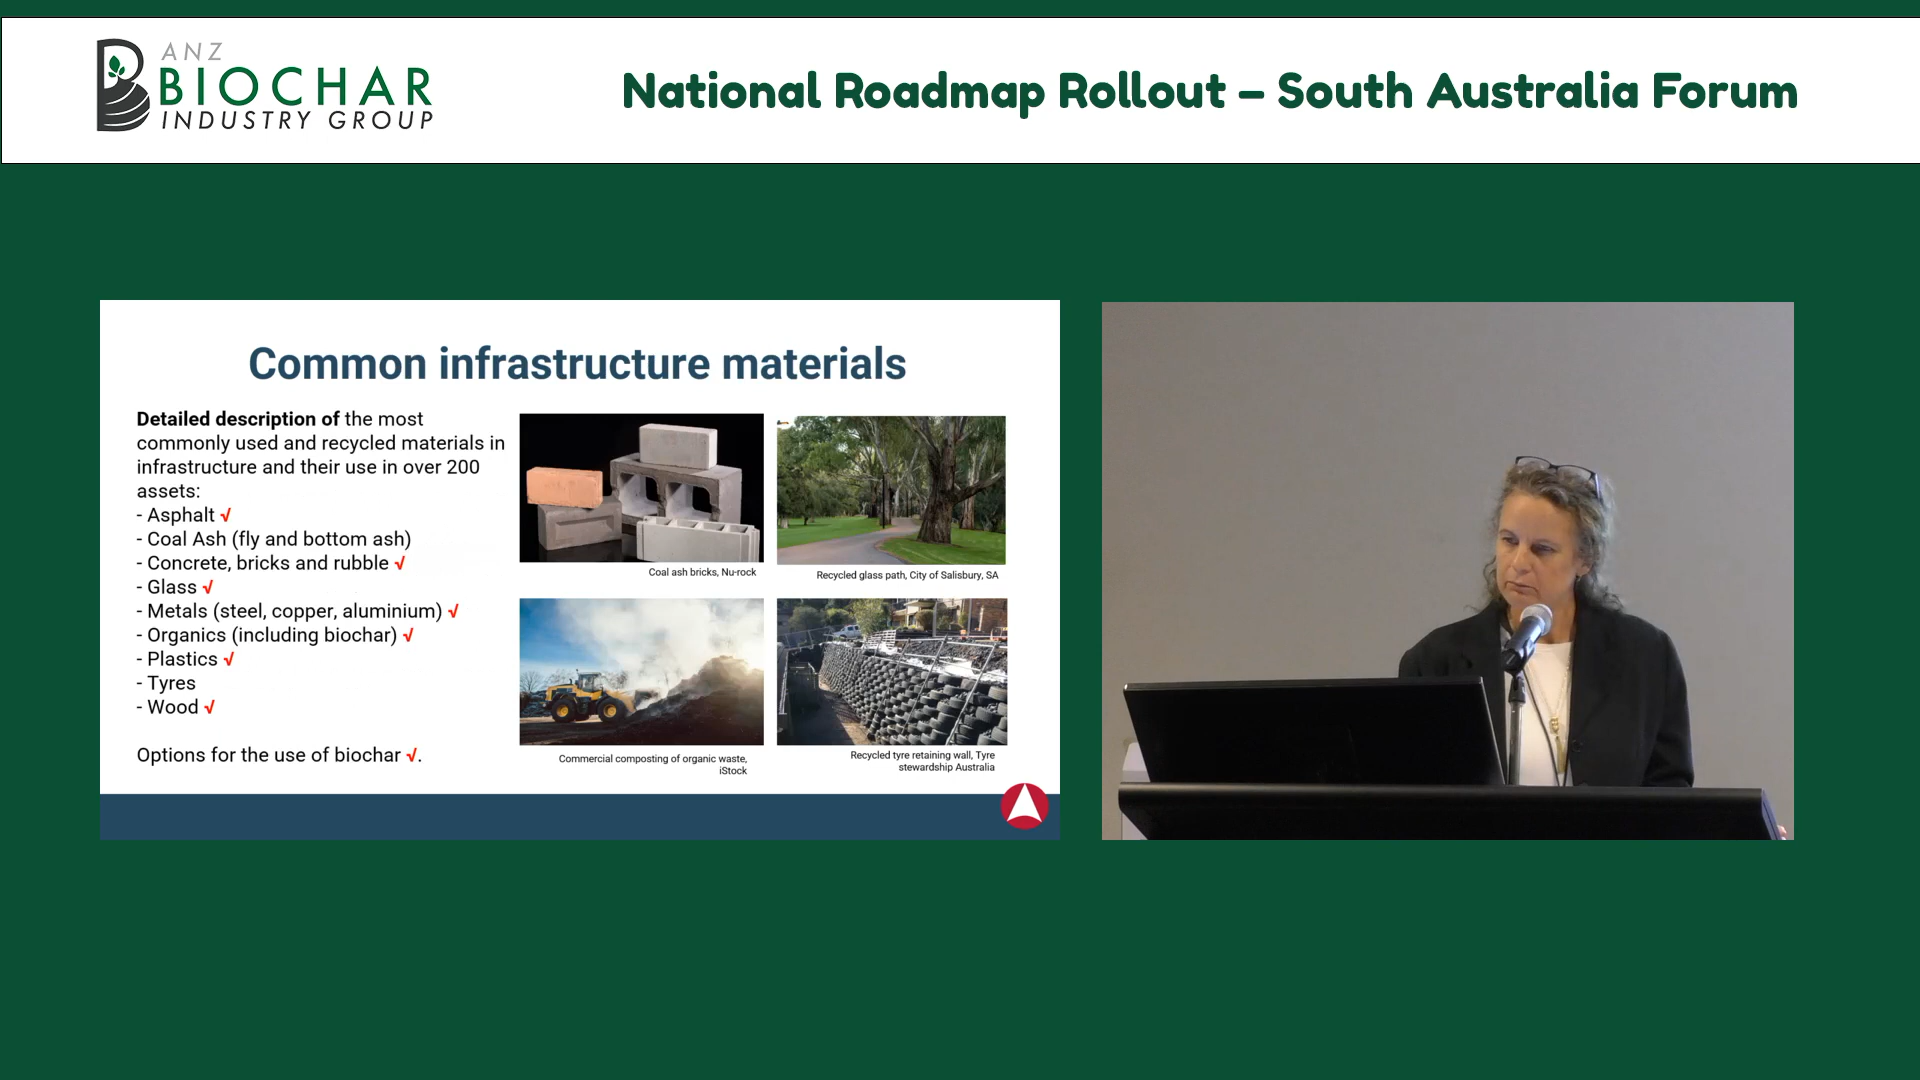 ANZ
BIOCHAR
INDUSTRY GROUP
National Roadmap Rollout – South Australia Forum
Common infrastructure materials
Detailed description of the most
commonly used and recycled materials in
infrastructure and their use in over 200
assets:
- Asphalt √
- Coal Ash (fly and bottom ash)
- Concrete, bricks and rubble √
- Glass √
- Metals (steel, copper, aluminium) √
- Organics (including biochar) √
- Plastics √
- Tyres
- Wood √
Options for the use of biochar √.
Coal ash bricks, Nu-rock
Recycled glass path, City of Salisbury, SA
Commercial composting of organic waste,
iStock
Recycled tyre retaining wall, Tyre
stewardship Australia